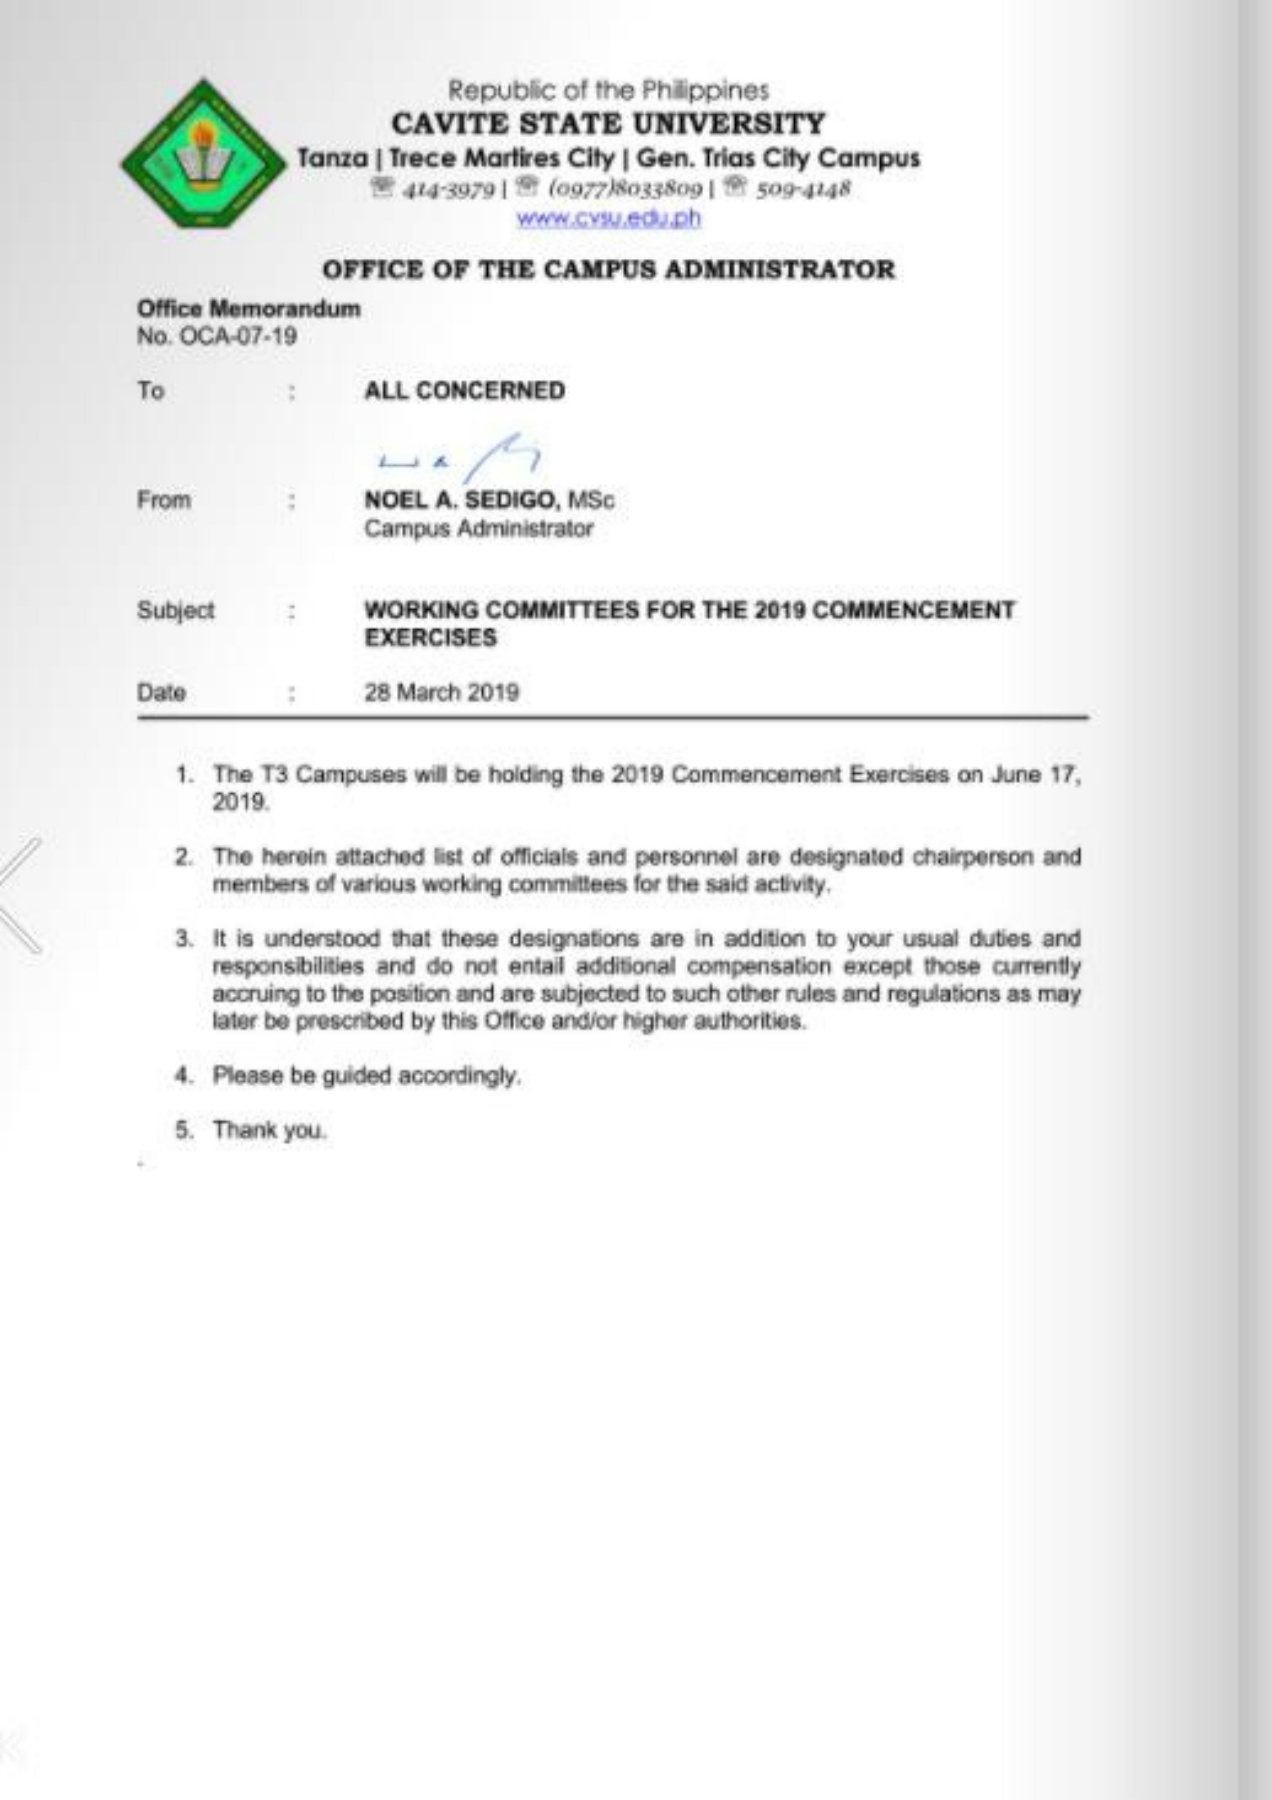 Republic of the Philippines
CAVITE STATE UNIVERSITY
Tanza | Trece Martires City | Gen. Trias City Campus
☏ 414-3979 | ☏ (0977)8033809 | ☏ 509-4148
www.cvsu.edu.ph
OFFICE OF THE CAMPUS ADMINISTRATOR
Office Memorandum
No. OCA-07-19
To : ALL CONCERNED
From : NOEL A. SEDIGO, MSc
Campus Administrator
Subject : WORKING COMMITTEES FOR THE 2019 COMMENCEMENT
EXERCISES
Date : 28 March 2019
1. The T3 Campuses will be holding the 2019 Commencement Exercises on June 17,
2019.
2. The herein attached list of officials and personnel are designated chairperson and
members of various working committees for the said activity.
3. It is understood that these designations are in addition to your usual duties and
responsibilities and do not entail additional compensation except those currently
accruing to the position and are subjected to such other rules and regulations as may
later be prescribed by this Office and/or higher authorities.
4. Please be guided accordingly.
5. Thank you.